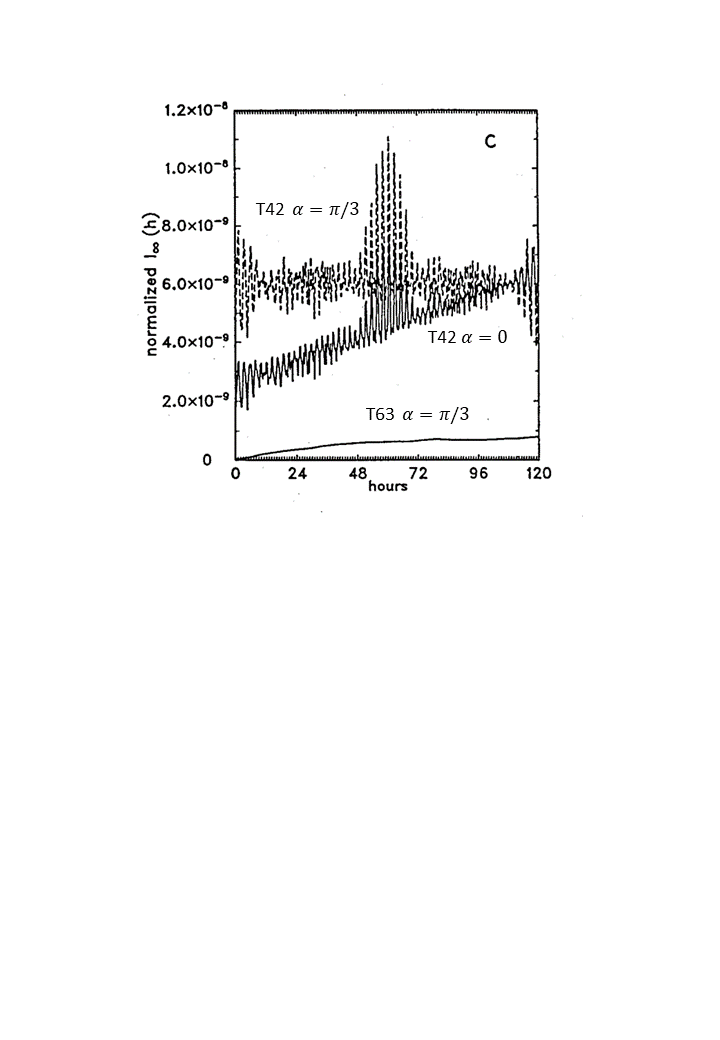 1.2×10⁻⁸
C
1.0×10⁻⁸
T42 α = π/3
8.0×10⁻⁹
6.0×10⁻⁹
4.0×10⁻⁹
T42 α = 0
2.0×10⁻⁹
T63 α = π/3
0
normalized l∞ (h)
0 24 48 72 96 120
hours